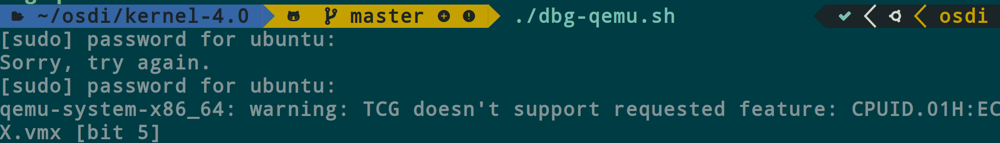 ~/osdi/kernel-4.0 master ./dbg-qemu.sh osdi
[sudo] password for ubuntu:
Sorry, try again.
[sudo] password for ubuntu:
qemu-system-x86_64: warning: TCG doesn't support requested feature: CPUID.01H:EC
X.vmx [bit 5]